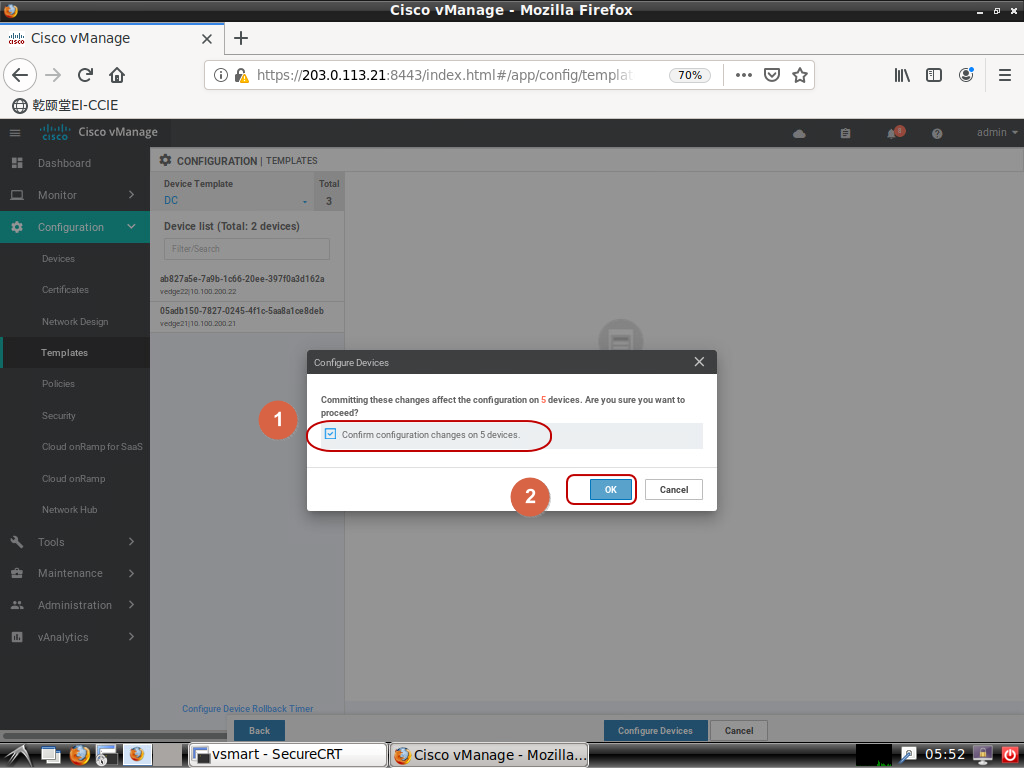 Cisco vManage - Mozilla Firefox
Cisco vManage
https://203.0.113.21:8443/index.html#/app/config/templat
70%
乾颐堂EI-CCIE
cisco
Cisco vManage
8
admin
Dashboard
Monitor
Configuration
Devices
Certificates
Network Design
Templates
Policies
Security
Cloud onRamp for SaaS
Cloud onRamp
Network Hub
Tools
Maintenance
Administration
vAnalytics
CONFIGURATION | TEMPLATES
Device Template
Total
DC
3
Device list (Total: 2 devices)
Filter/Search
ab827a5e-7a9b-1c66-20ee-397f0a3d162a
vedge22|10.100.200.22
05adb150-7827-0245-4f1c-5aa8a1ce8deb
vedge21|10.100.200.21
Configure Devices
Committing these changes affect the configuration on 5 devices. Are you sure you want to
proceed?
1
Confirm configuration changes on 5 devices.
2
OK
Cancel
Configure Device Rollback Timer
Back
Configure Devices
Cancel
vsmart - SecureCRT
Cisco vManage - Mozilla...
05:52